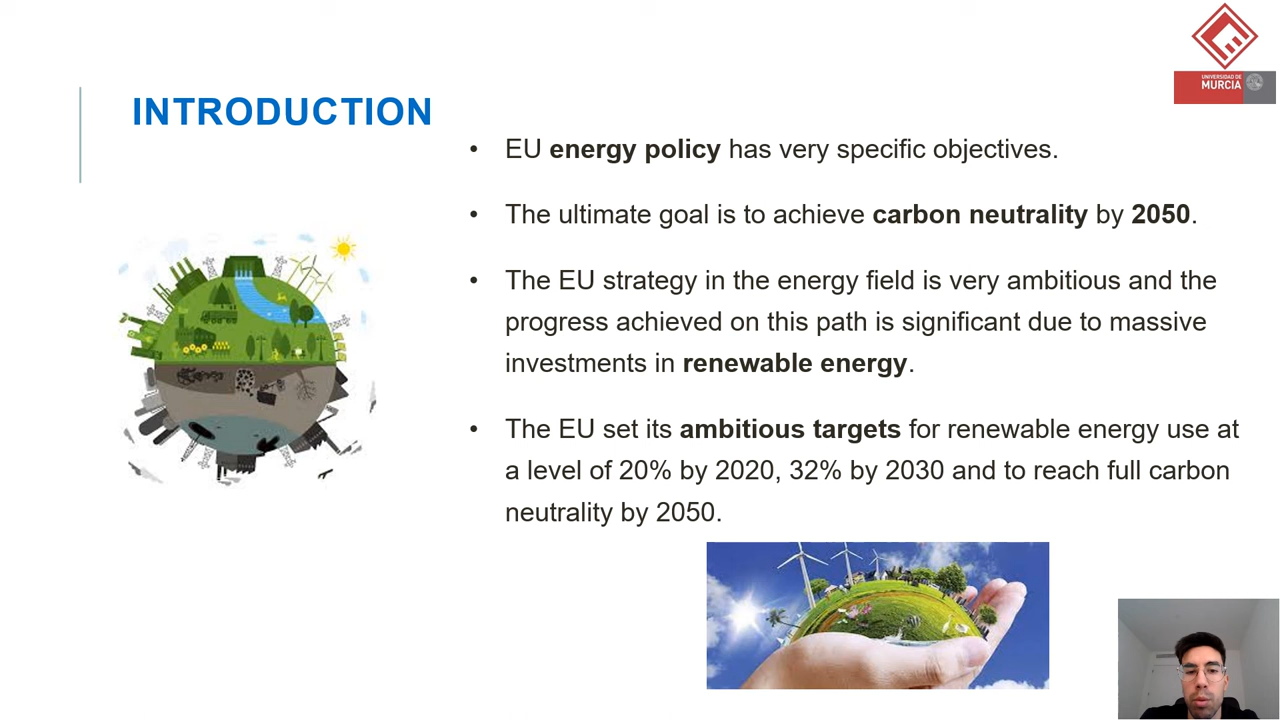 UNIVERSIDAD DE
MURCIA
INTRODUCTION
• EU energy policy has very specific objectives.
• The ultimate goal is to achieve carbon neutrality by 2050.
• The EU strategy in the energy field is very ambitious and the
progress achieved on this path is significant due to massive
investments in renewable energy.
• The EU set its ambitious targets for renewable energy use at
a level of 20% by 2020, 32% by 2030 and to reach full carbon
neutrality by 2050.